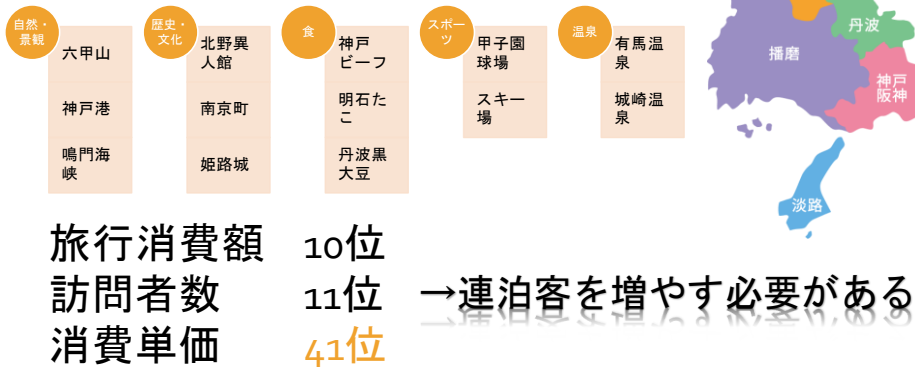 自然・
景観
六甲山
神戸港
鳴門海
峡
歴史・
文化
北野異
人館
南京町
姫路城
食
神戸
ビーフ
明石た
こ
丹波黒
大豆
スポー
ツ
甲子園
球場
スキー
場
温泉
有馬温
泉
城崎温
泉
丹波
播磨
神戸
阪神
淡路
旅行消費額 10位
訪問者数 11位
消費単価 41位
→連泊客を増やす必要がある